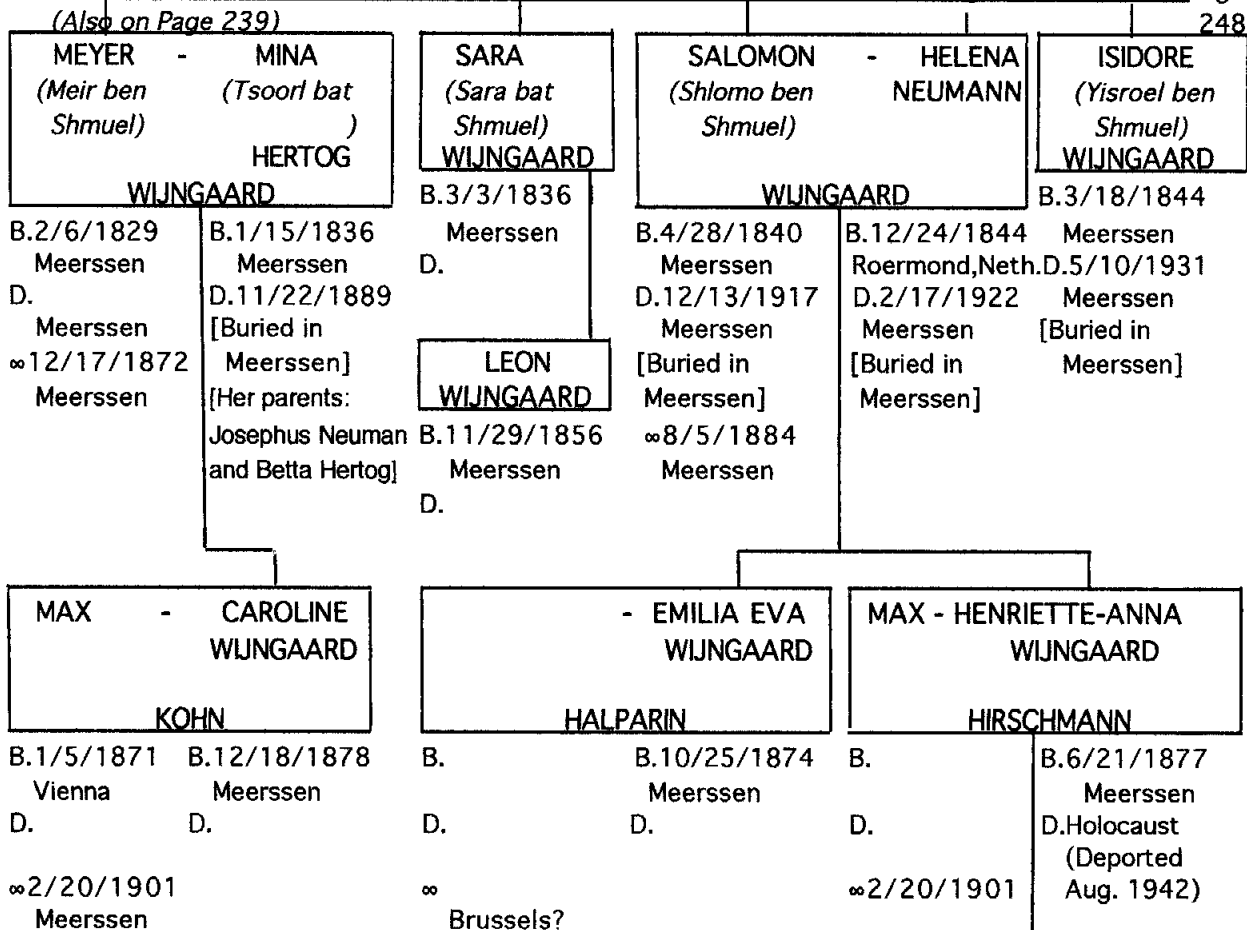 (Also on Page 239)
248
MEYER - MINA
(Meir ben (Tsoorl bat
Shmuel) )
HERTOG
WIJNGAARD
B.2/6/1829 B.1/15/1836
Meerssen Meerssen
D. D.11/22/1889
Meerssen [Buried in
∞12/17/1872 Meerssen]
Meerssen [Her parents:
Josephus Neuman
and Betta Hertog]
SARA
(Sara bat
Shmuel)
WIJNGAARD
B.3/3/1836
Meerssen
D.
LEON
WIJNGAARD
B.11/29/1856
Meerssen
D.
SALOMON - HELENA
(Shlomo ben NEUMANN
Shmuel)
WIJNGAARD
B.4/28/1840 B.12/24/1844
Meerssen Roermond,Neth.
D.12/13/1917 D.2/17/1922
Meerssen Meerssen
[Buried in [Buried in
Meerssen] Meerssen]
∞8/5/1884
Meerssen
ISIDORE
(Yisroel ben
Shmuel)
WIJNGAARD
B.3/18/1844
Meerssen
D.5/10/1931
Meerssen
[Buried in
Meerssen]
MAX - CAROLINE
WIJNGAARD
KOHN
B.1/5/1871 B.12/18/1878
Vienna Meerssen
D. D.
∞2/20/1901
Meerssen
- EMILIA EVA
WIJNGAARD
HALPARIN
B. B.10/25/1874
Meerssen
D. D.
∞
Brussels?
MAX - HENRIETTE-ANNA
WIJNGAARD
HIRSCHMANN
B. B.6/21/1877
Meerssen
D. D.Holocaust
(Deported
∞2/20/1901 Aug. 1942)